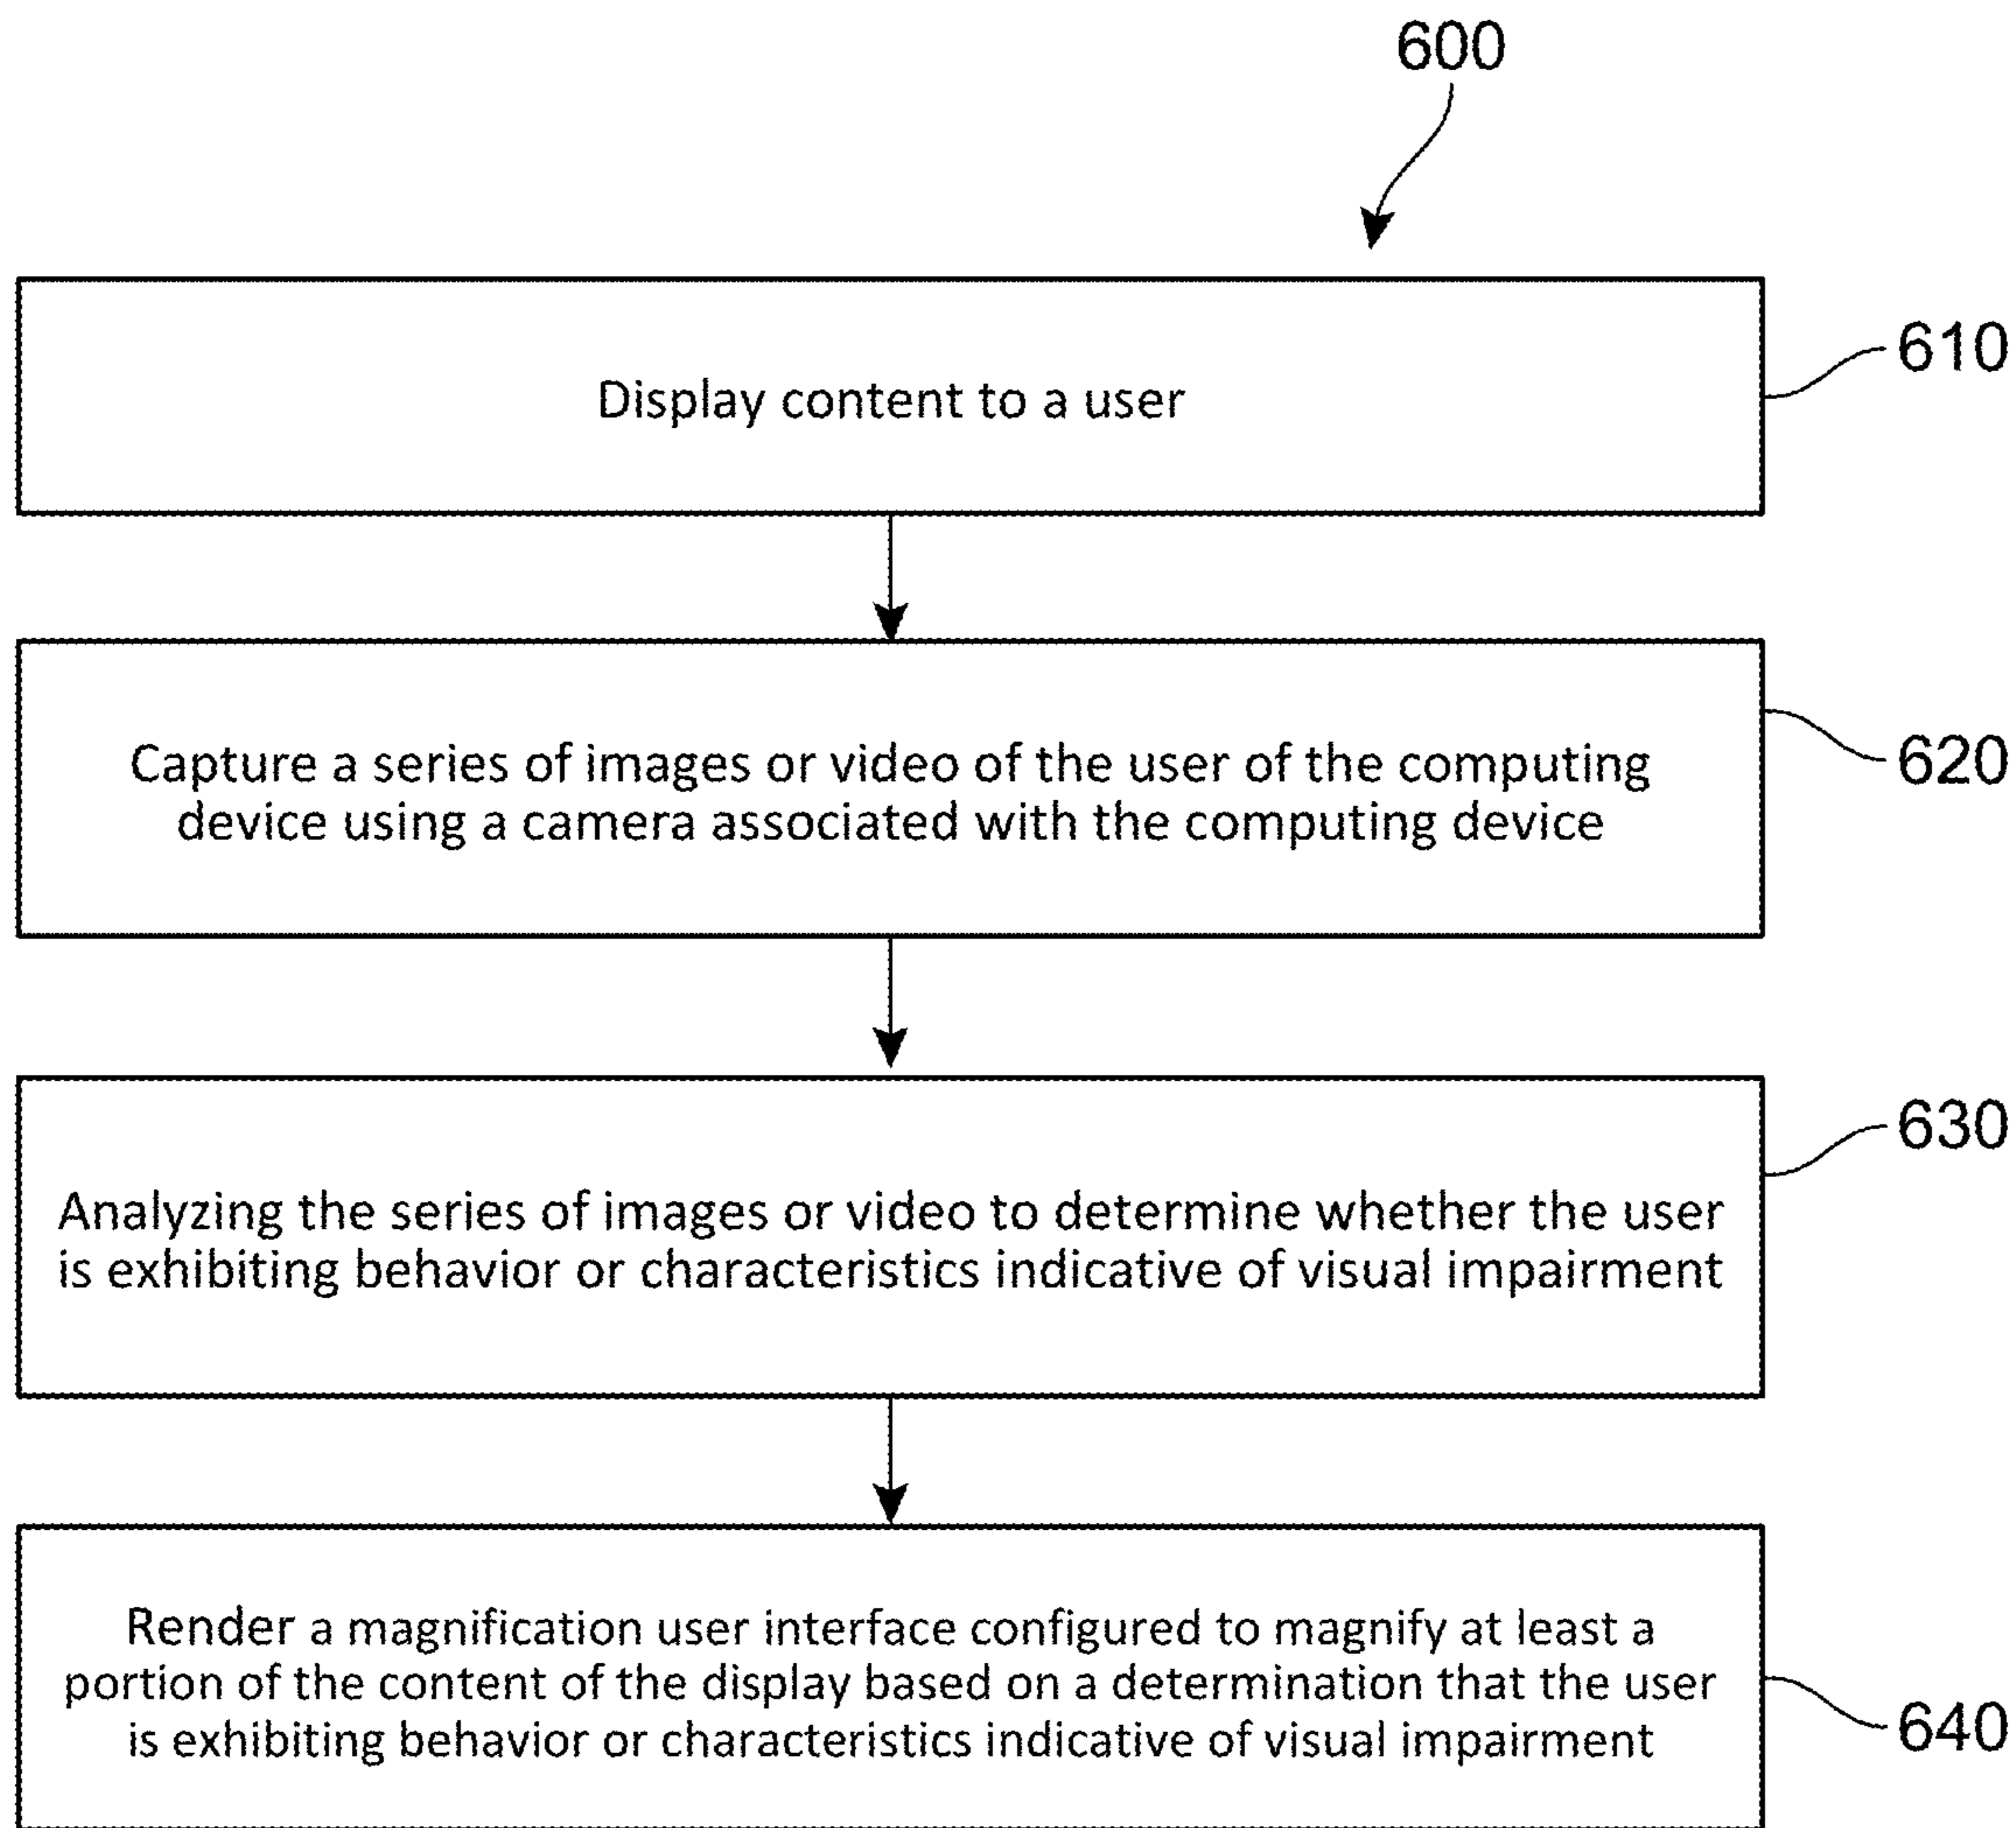 600
Display content to a user
610
Capture a series of images or video of the user of the computing
device using a camera associated with the computing device
620
Analyzing the series of images or video to determine whether the user
is exhibiting behavior or characteristics indicative of visual impairment
630
Render a magnification user interface configured to magnify at least a
portion of the content of the display based on a determination that the user
is exhibiting behavior or characteristics indicative of visual impairment
640